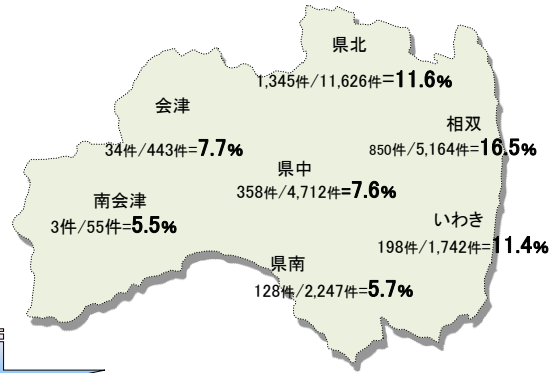 県北
1,345件/11,626件=11.6%
会津
34件/443件=7.7%
相双
850件/5,164件=16.5%
県中
358件/4,712件=7.6%
南会津
3件/55件=5.5%
いわき
198件/1,742件=11.4%
県南
128件/2,247件=5.7%